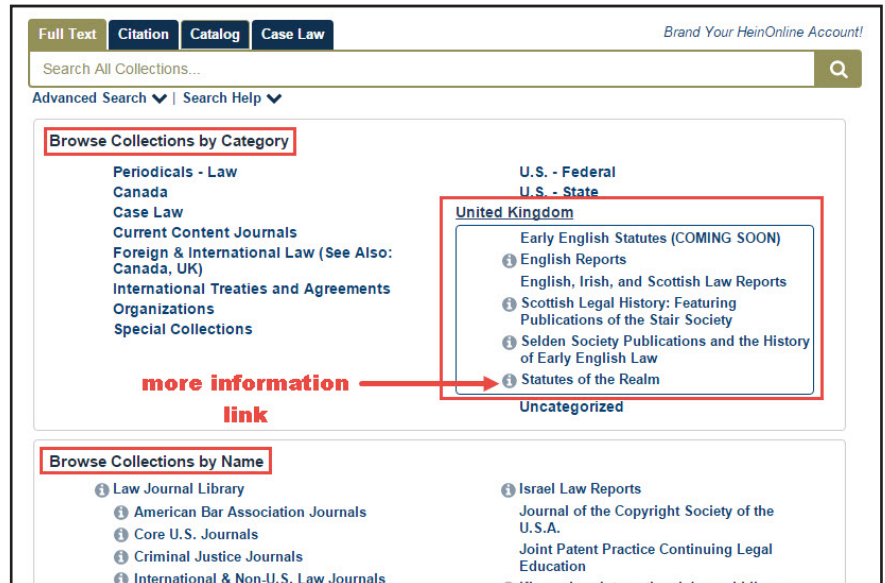 Full Text Citation Catalog Case Law
Brand Your HeinOnline Account!
Search All Collections...
Advanced Search | Search Help
Browse Collections by Category
Periodicals - Law
Canada
Case Law
Current Content Journals
Foreign & International Law (See Also:
Canada, UK)
International Treaties and Agreements
Organizations
Special Collections
U.S. - Federal
U.S. - State
United Kingdom
Early English Statutes (COMING SOON)
English Reports
English, Irish, and Scottish Law Reports
Scottish Legal History: Featuring
Publications of the Stair Society
Selden Society Publications and the History
of Early English Law
Statutes of the Realm
Uncategorized
more information
link
Browse Collections by Name
Law Journal Library
American Bar Association Journals
Core U.S. Journals
Criminal Justice Journals
International & Non-U.S. Law Journals
Israel Law Reports
Journal of the Copyright Society of the
U.S.A.
Joint Patent Practice Continuing Legal
Education